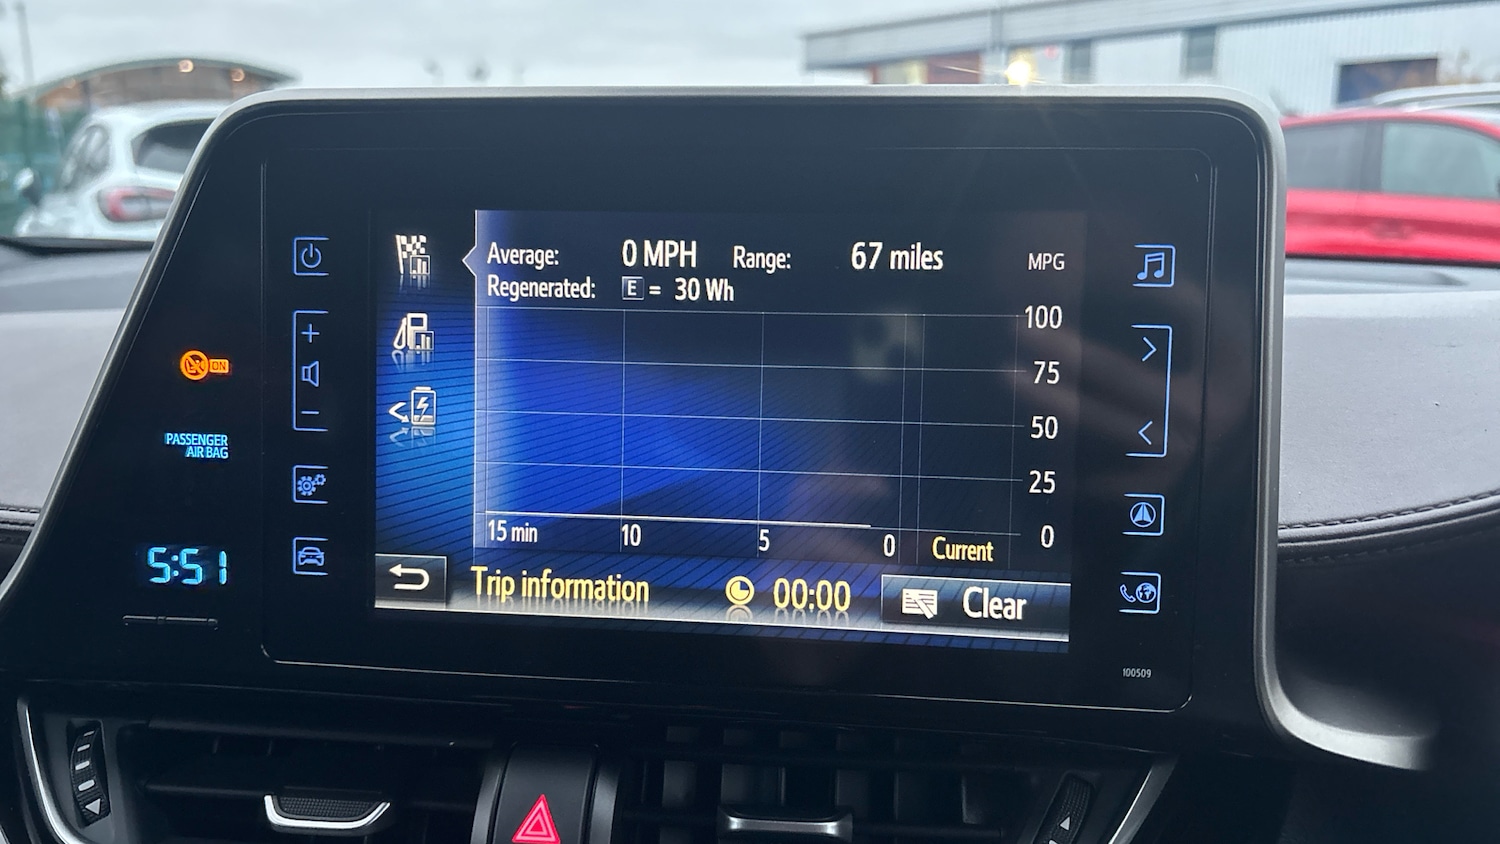 Average: 0 MPH Range: 67 miles MPG
Regenerated: E = 30 Wh
100
75
50
25
0
15 min 10 5 0 Current
Trip information 00:00 Clear
+
-
ON
PASSENGER
AIR BAG
5:51
100509